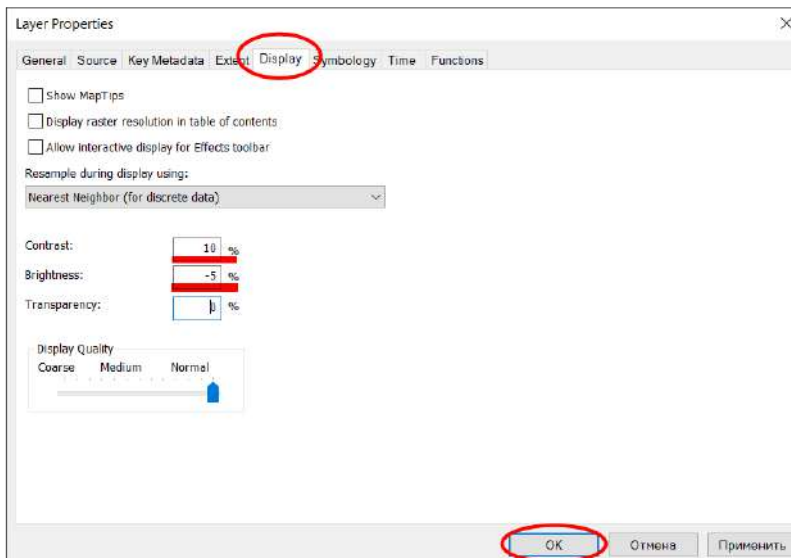 Layer Properties
General Source Key Metadata Extent Display Symbology Time Functions
Show MapTips
Display raster resolution in table of contents
Allow interactive display for Effects toolbar
Resample during display using:
Nearest Neighbor (for discrete data)
Contrast: 10 %
Brightness: -5 %
Transparency: 0 %
Display Quality
Coarse Medium Normal
OK Отмена Применить